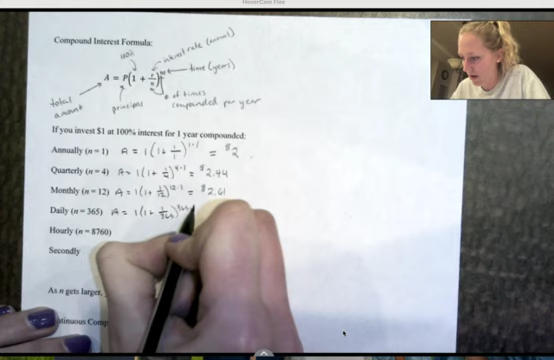 HoverCam Flex
Compound Interest Formula:
100%
interest rate (annual)
A = P(1 + r/n)^nt
time (years)
total amount
principal
# of times compounded per year
If you invest $1 at 100% interest for 1 year compounded:
Annually (n = 1) A = 1(1+1/1)^1·1 = $2
Quarterly (n = 4) A = 1(1+1/4)^4·1 = $2.44
Monthly (n = 12) A = 1(1+1/12)^12·1 = $2.61
Daily (n = 365) A = 1(1+1/365)^365
Hourly (n = 8760)
Secondly
As n gets larger,